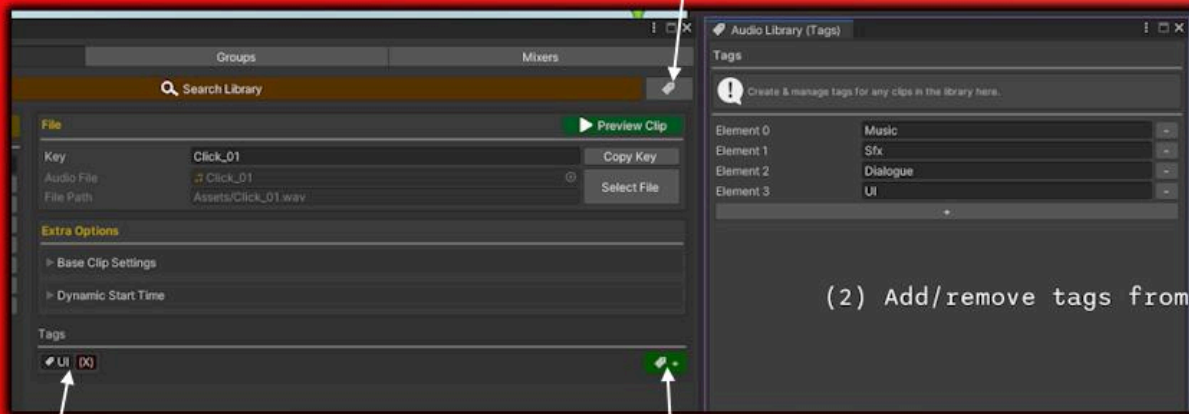 Audio Library (Tags)
Groups
Mixers
Tags
Search Library
Create & manage tags for any clips in the library here.
File
Preview Clip
Key
Click_01
Copy Key
Audio File
Click_01
Select File
File Path
Assets/Click_01.wav
Element 0
Music
-
Element 1
Sfx
-
Element 2
Dialogue
-
Element 3
UI
-
+
Extra Options
Base Clip Settings
Dynamic Start Time
(2) Add/remove tags from
Tags
UI (X)
+